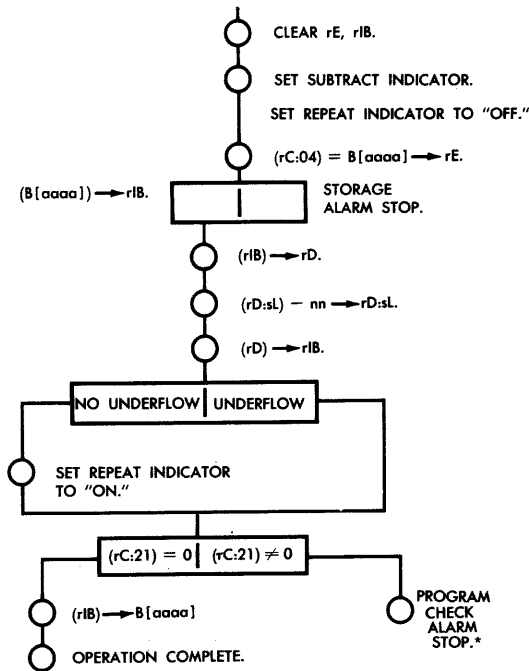 CLEAR rE, rIB.
SET SUBTRACT INDICATOR.
SET REPEAT INDICATOR TO "OFF."
(rC:04) = B[aaaa] → rE.
(B[aaaa]) → rIB.
STORAGE
ALARM STOP.
(rIB) → rD.
(rD:sL) – nn → rD:sL.
(rD) → rIB.
NO UNDERFLOW | UNDERFLOW
SET REPEAT INDICATOR
TO "ON."
(rC:21) = 0 | (rC:21) ≠ 0
(rIB) → B[aaaa]
PROGRAM
CHECK
ALARM
STOP.*
OPERATION COMPLETE.